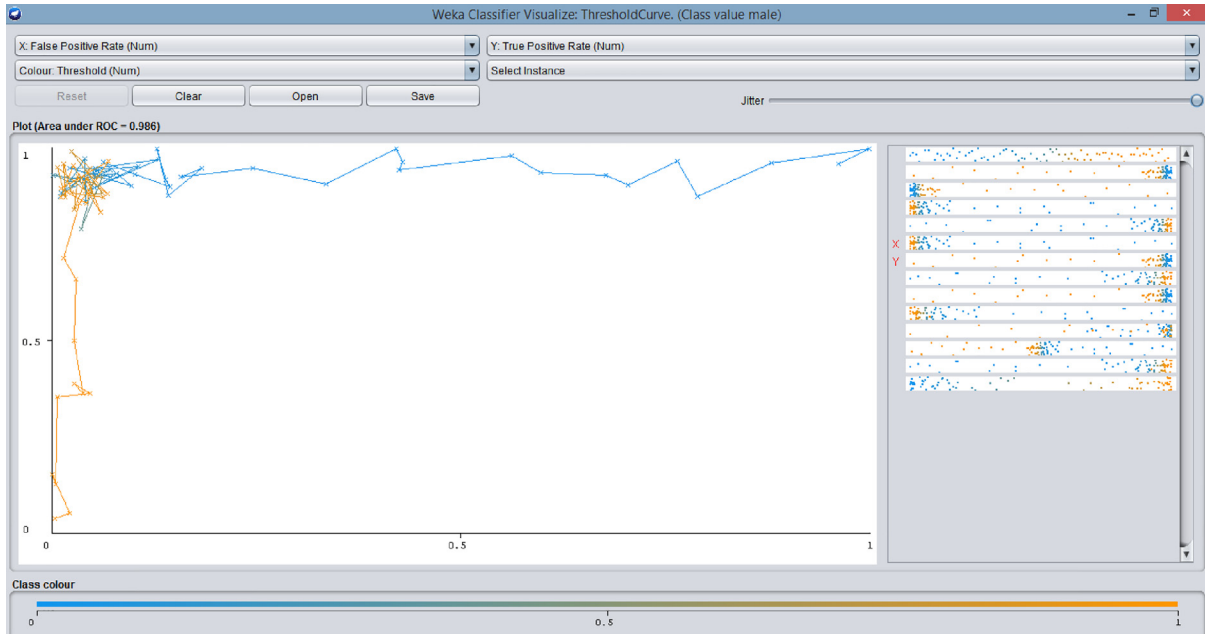 Weka Classifier Visualize: ThresholdCurve. (Class value male)
X: False Positive Rate (Num) Y: True Positive Rate (Num)
Colour: Threshold (Num) Select Instance
Reset Clear Open Save Jitter
Plot (Area under ROC = 0.986)
1
X
Y
0.5
0
0 0.5 1
Class colour
0 0.5 1